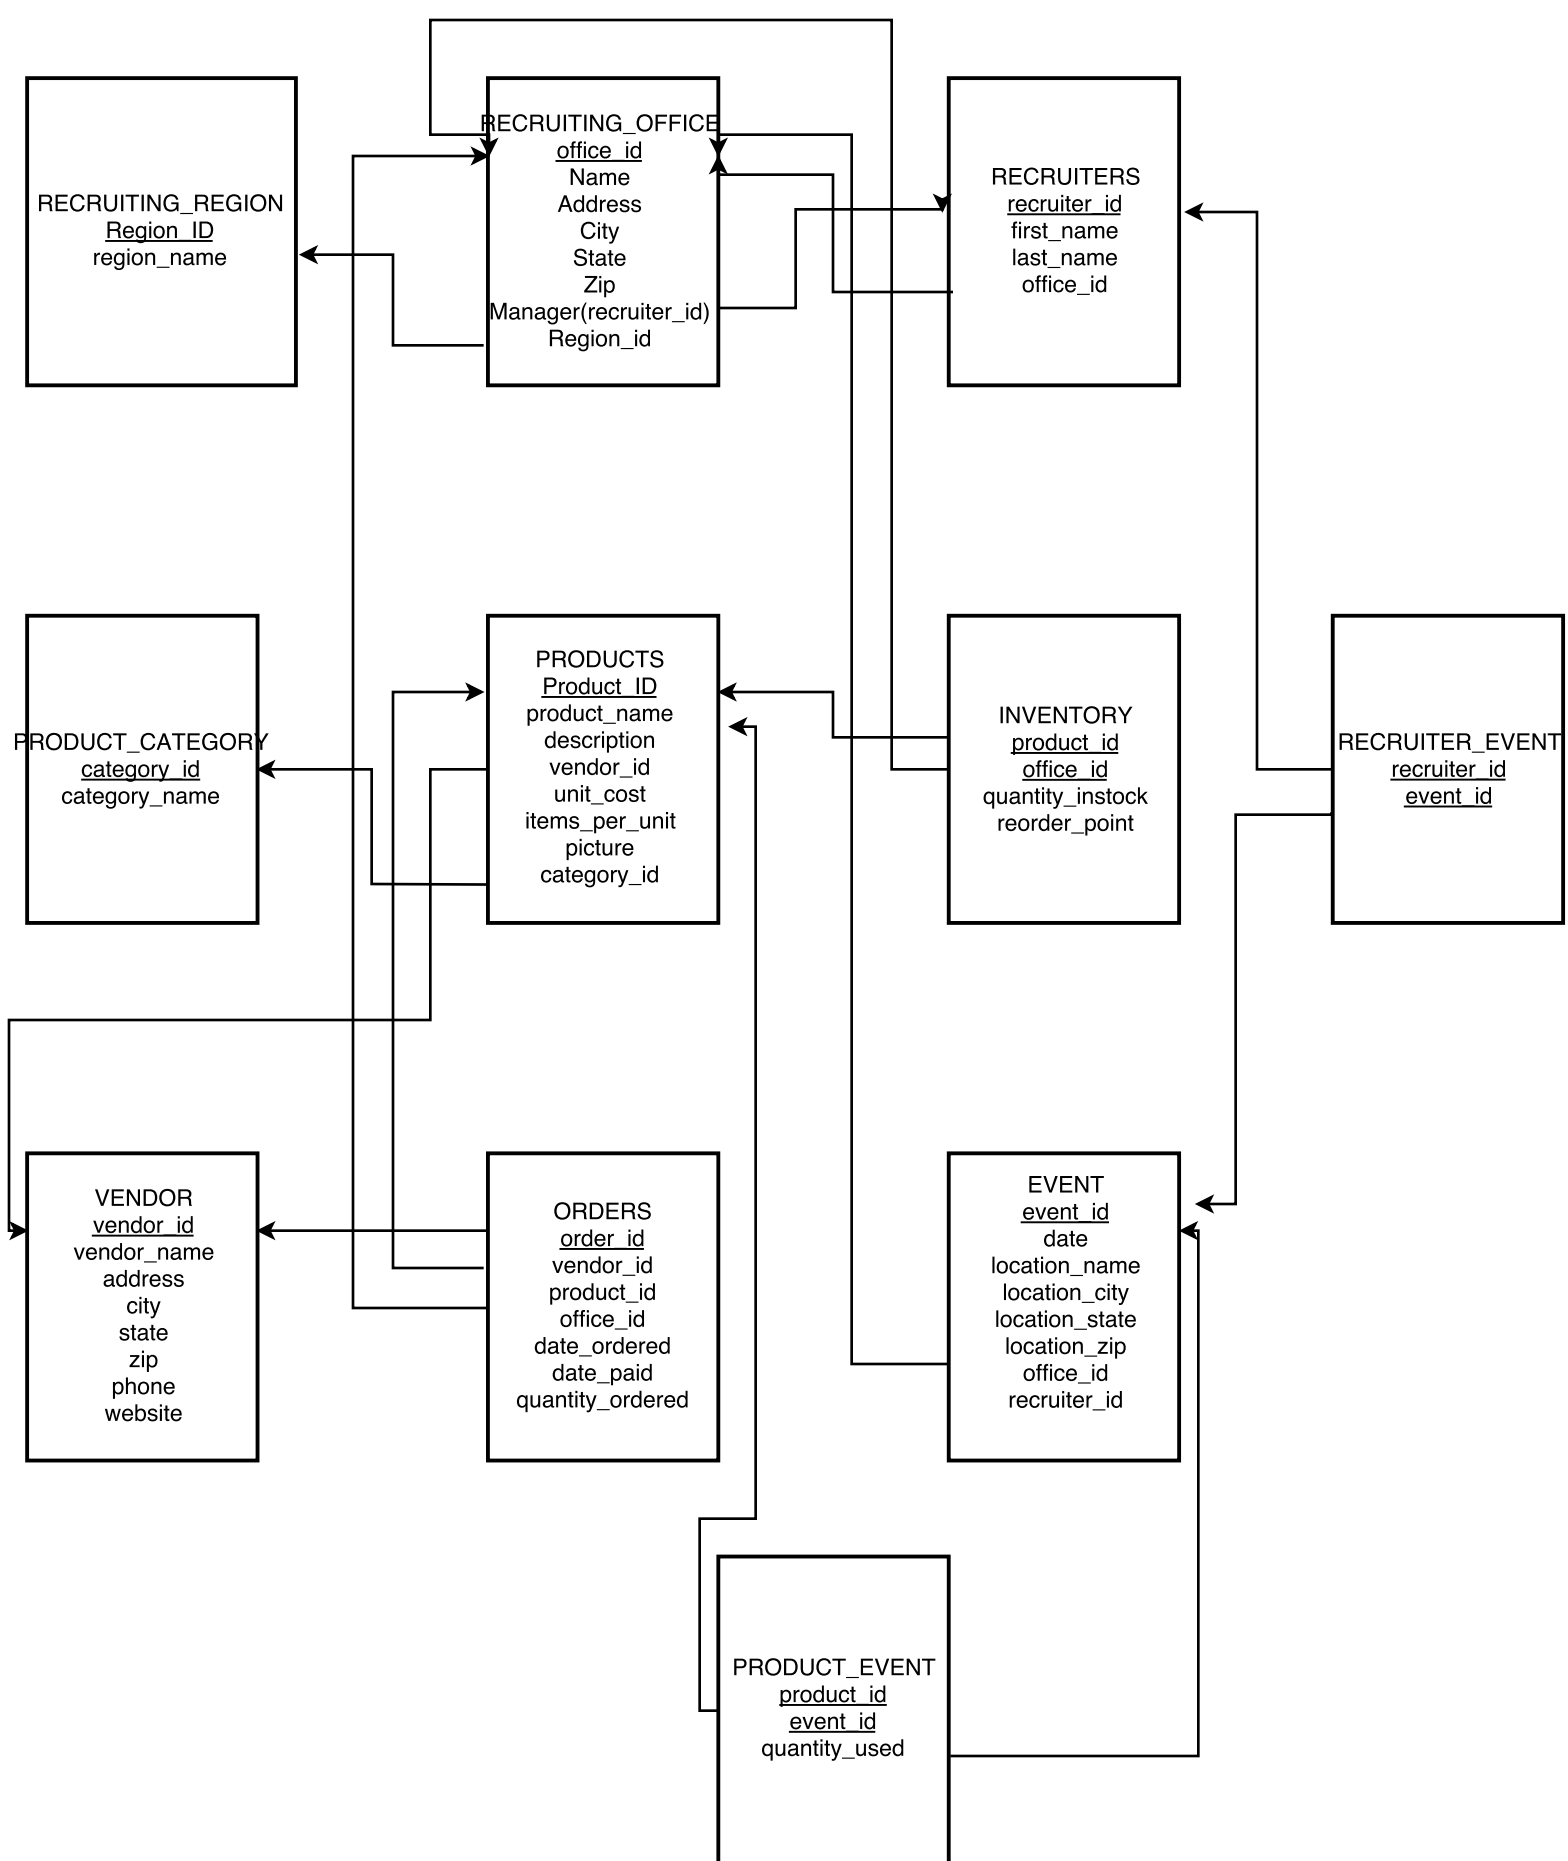 RECRUITING_REGION
Region_ID
region_name
RECRUITING_OFFICE
office_id
Name
Address
City
State
Zip
Manager(recruiter_id)
Region_id
RECRUITERS
recruiter_id
first_name
last_name
office_id
PRODUCT_CATEGORY
category_id
category_name
PRODUCTS
Product_ID
product_name
description
vendor_id
unit_cost
items_per_unit
picture
category_id
INVENTORY
product_id
office_id
quantity_instock
reorder_point
RECRUITER_EVENT
recruiter_id
event_id
VENDOR
vendor_id
vendor_name
address
city
state
zip
phone
website
ORDERS
order_id
vendor_id
product_id
office_id
date_ordered
date_paid
quantity_ordered
EVENT
event_id
date
location_name
location_city
location_state
location_zip
office_id
recruiter_id
PRODUCT_EVENT
product_id
event_id
quantity_used